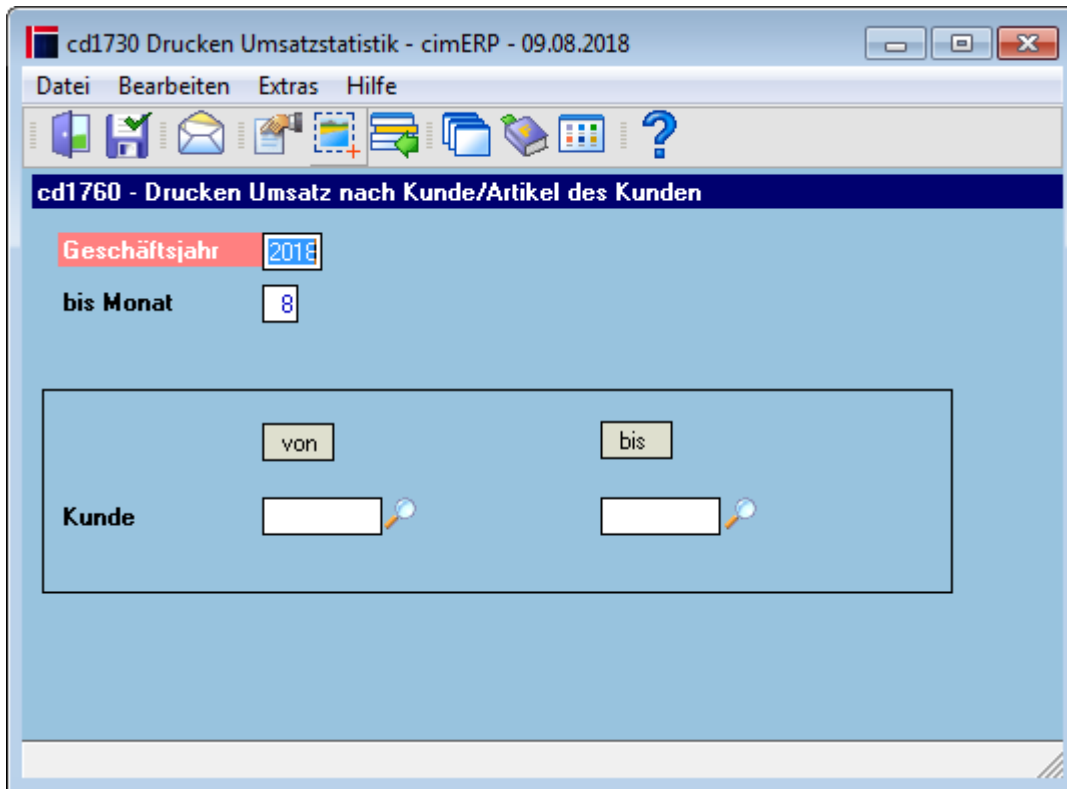 cd1730 Drucken Umsatzstatistik - cimERP - 09.08.2018
Datei Bearbeiten Extras Hilfe
cd1760 - Drucken Umsatz nach Kunde/Artikel des Kunden
Geschäftsjahr 2018
bis Monat 8
von bis
Kunde